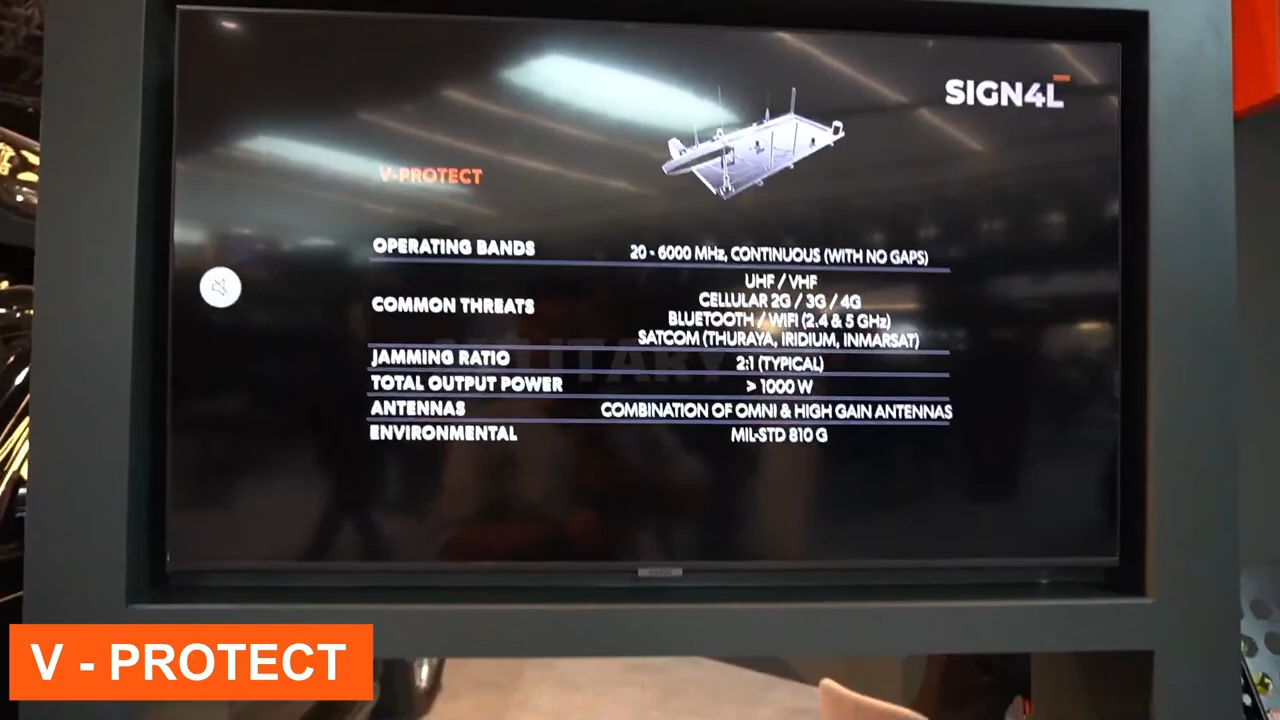 SIGN4L
V-PROTECT
OPERATING BANDS 20 - 6000 MHz, CONTINUOUS (WITH NO GAPS)
COMMON THREATS
UHF / VHF
CELLULAR 2G / 3G / 4G
BLUETOOTH / WIFI (2.4 & 5 GHz)
SATCOM (THURAYA, IRIDIUM, INMARSAT)
JAMMING RATIO 2:1 (TYPICAL)
TOTAL OUTPUT POWER > 1000 W
ANTENNAS COMBINATION OF OMNI & HIGH GAIN ANTENNAS
ENVIRONMENTAL MIL-STD 810 G
V - PROTECT